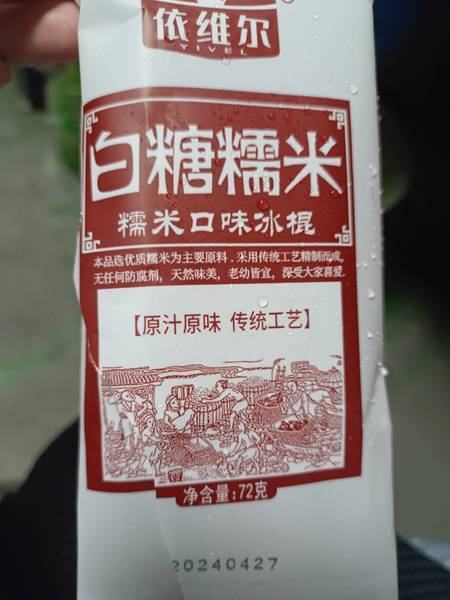 依维尔
YIVEL
白糖糯米
糯米口味冰棍
本品选优质糯米为主要原料．采用传统工艺精制而成，
无任何防腐剂，天然味美，老幼皆宜，深受大家喜爱．
【原汁原味 传统工艺】
净含量:72克
20240427